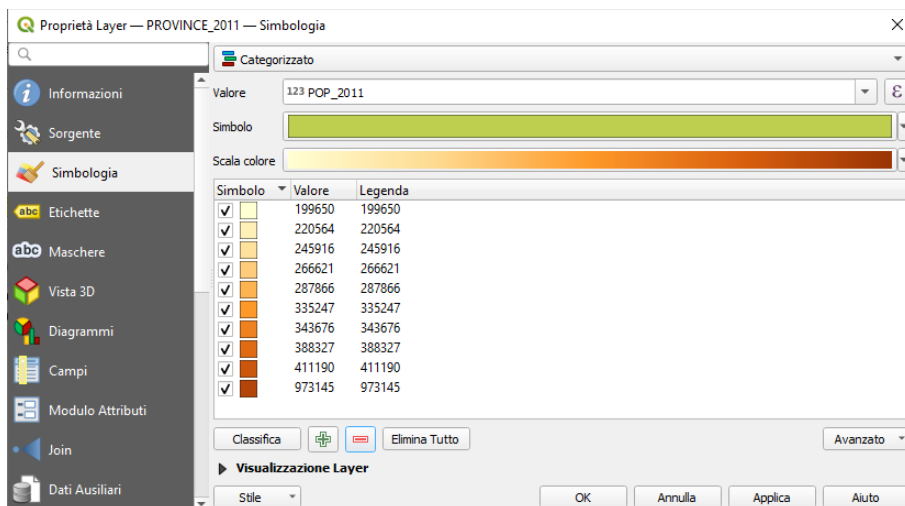 Proprietà Layer — PROVINCE_2011 — Simbologia
Categorizzato
Informazioni
Valore 123 POP_2011 ε
Sorgente
Simbolo
Simbologia
Scala colore
Simbolo Valore Legenda
199650 199650
abc Etichette
220564 220564
abc Maschere
245916 245916
266621 266621
Vista 3D
287866 287866
335247 335247
Diagrammi
343676 343676
Campi
388327 388327
411190 411190
973145 973145
Modulo Attributi
Classifica Elimina Tutto Avanzato
Join
Visualizzazione Layer
Dati Ausiliari
Stile OK Annulla Applica Aiuto